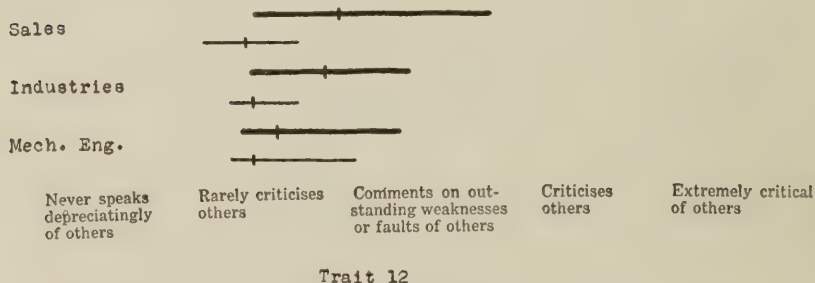 Sales
Industries
Mech. Eng.
Never speaks
depreciatingly
of others
Rarely criticises
others
Comments on out-
standing weaknesses
or faults of others
Criticises
others
Extremely critical
of others
Trait 12